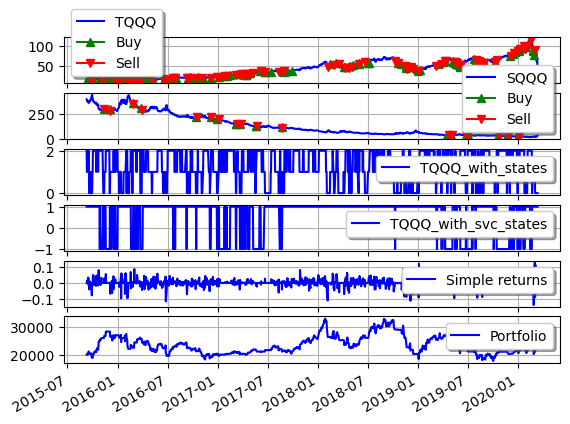 TQQQ
Buy
Sell
100
50
SQQQ
Buy
Sell
250
0
2
0
TQQQ_with_states
1
−1
TQQQ_with_svc_states
0.1
0.0
−0.1
Simple returns
30000
20000
Portfolio
2015-07
2016-01
2016-07
2017-01
2017-07
2018-01
2018-07
2019-01
2019-07
2020-01